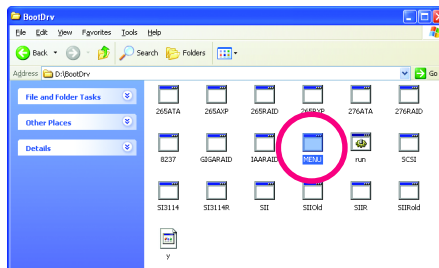 BootDrv
File Edit View Favorites Tools Help
Back Search Folders
Address D:\BootDrv Go
File and Folder Tasks
Other Places
Details
265ATA 265AXP 265RAID 265RXP 276ATA 276RAID
8237 GIGARAID IAARAID MENU run SCSI
SI3114 SI3114R SII SIIOld SIIR SIIRold
y